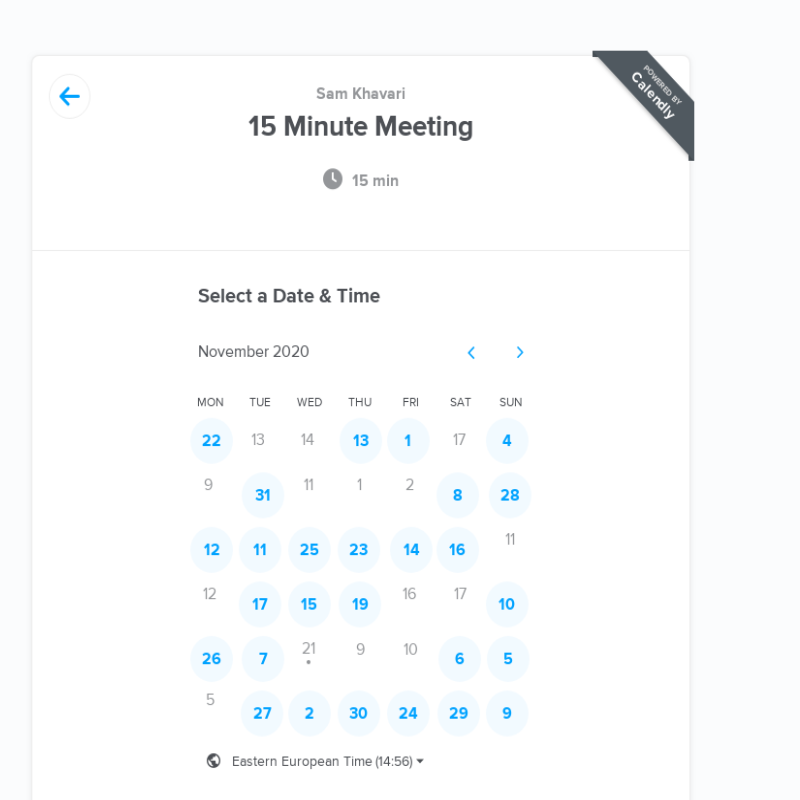 POWERED BY
Calendly
Sam Khavari
15 Minute Meeting
15 min
Select a Date & Time
November 2020
MON TUE WED THU FRI SAT SUN
22 13 14 13 1 17 4
9 31 11 1 2 8 28
12 11 25 23 14 16 11
12 17 15 19 16 17 10
26 7 21 9 10 6 5
5 27 2 30 24 29 9
Eastern European Time (14:56)